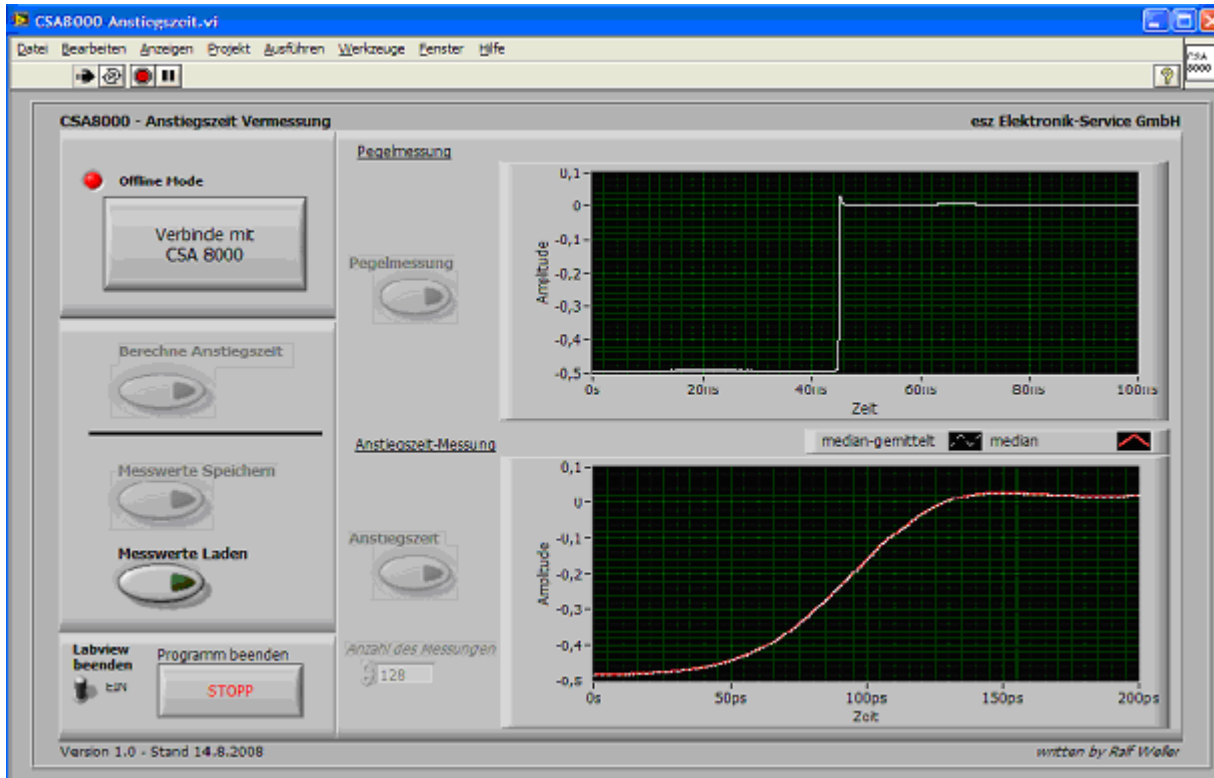 CSA8000 Anstiegszeit.vi
Datei Bearbeiten Anzeigen Projekt Ausführen Werkzeuge Fenster Hilfe
CSA 8000
CSA8000 - Anstiegszeit Vermessung
esz Elektronik-Service GmbH
Offline Mode
Verbinde mit
CSA 8000
Berechne Anstiegszeit
Messwerte Speichern
Messwerte Laden
Labview
beenden
EIN
Programm beenden
STOPP
Pegelmessung
Pegelmessung
Amplitude
0,1
0
-0,1
-0,2
-0,3
-0,4
-0,5
0s 20ns 40ns 60ns 80ns 100ns
Zeit
Anstiegszeit-Messung
median-gemittelt median
Anstiegszeit
Anzahl des Messungen
128
Amplitude
0,1
0
-0,1
-0,2
-0,3
-0,4
-0,5
0s 50ps 100ps 150ps 200ps
Zeit
Version 1.0 - Stand 14.8.2008
written by Ralf Weller